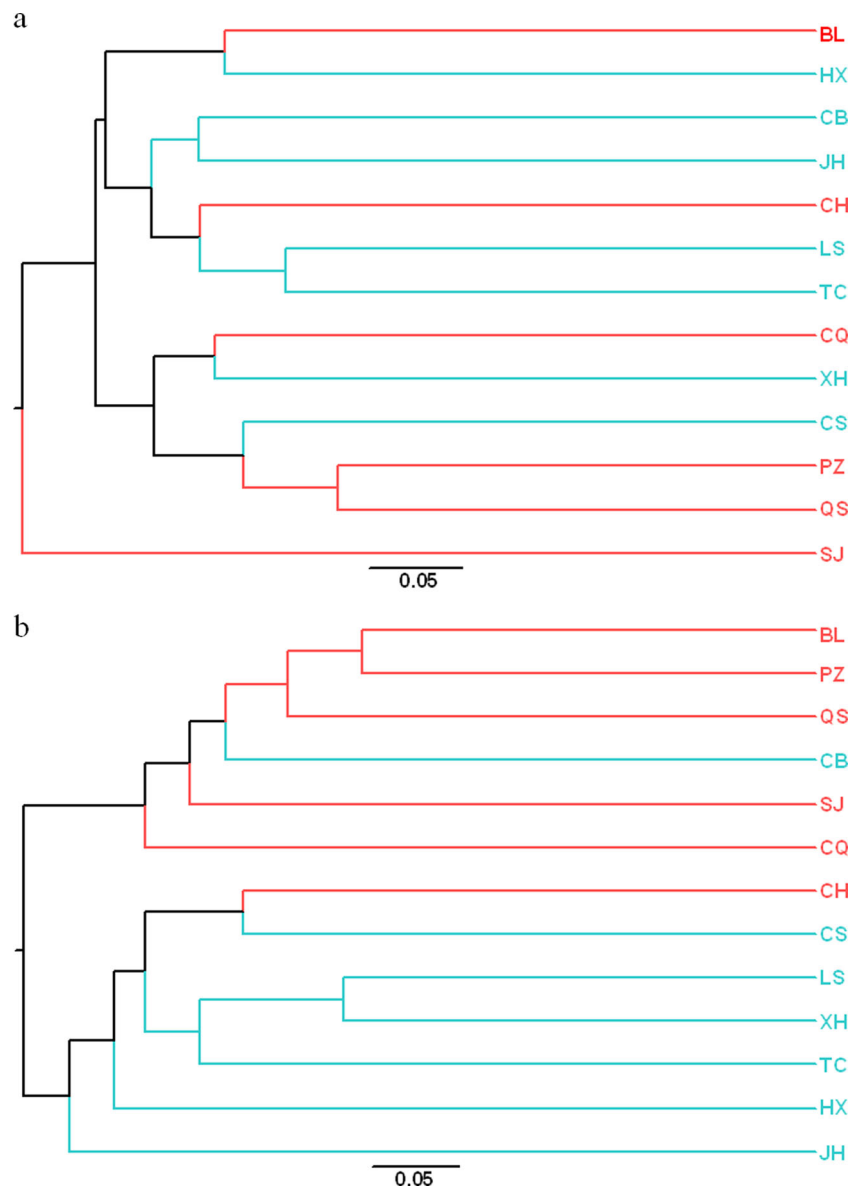 a
BL
HX
CB
JH
CH
LS
TC
CQ
XH
CS
PZ
QS
SJ
0.05
b
BL
PZ
QS
CB
SJ
CQ
CH
CS
LS
XH
TC
HX
JH
0.05